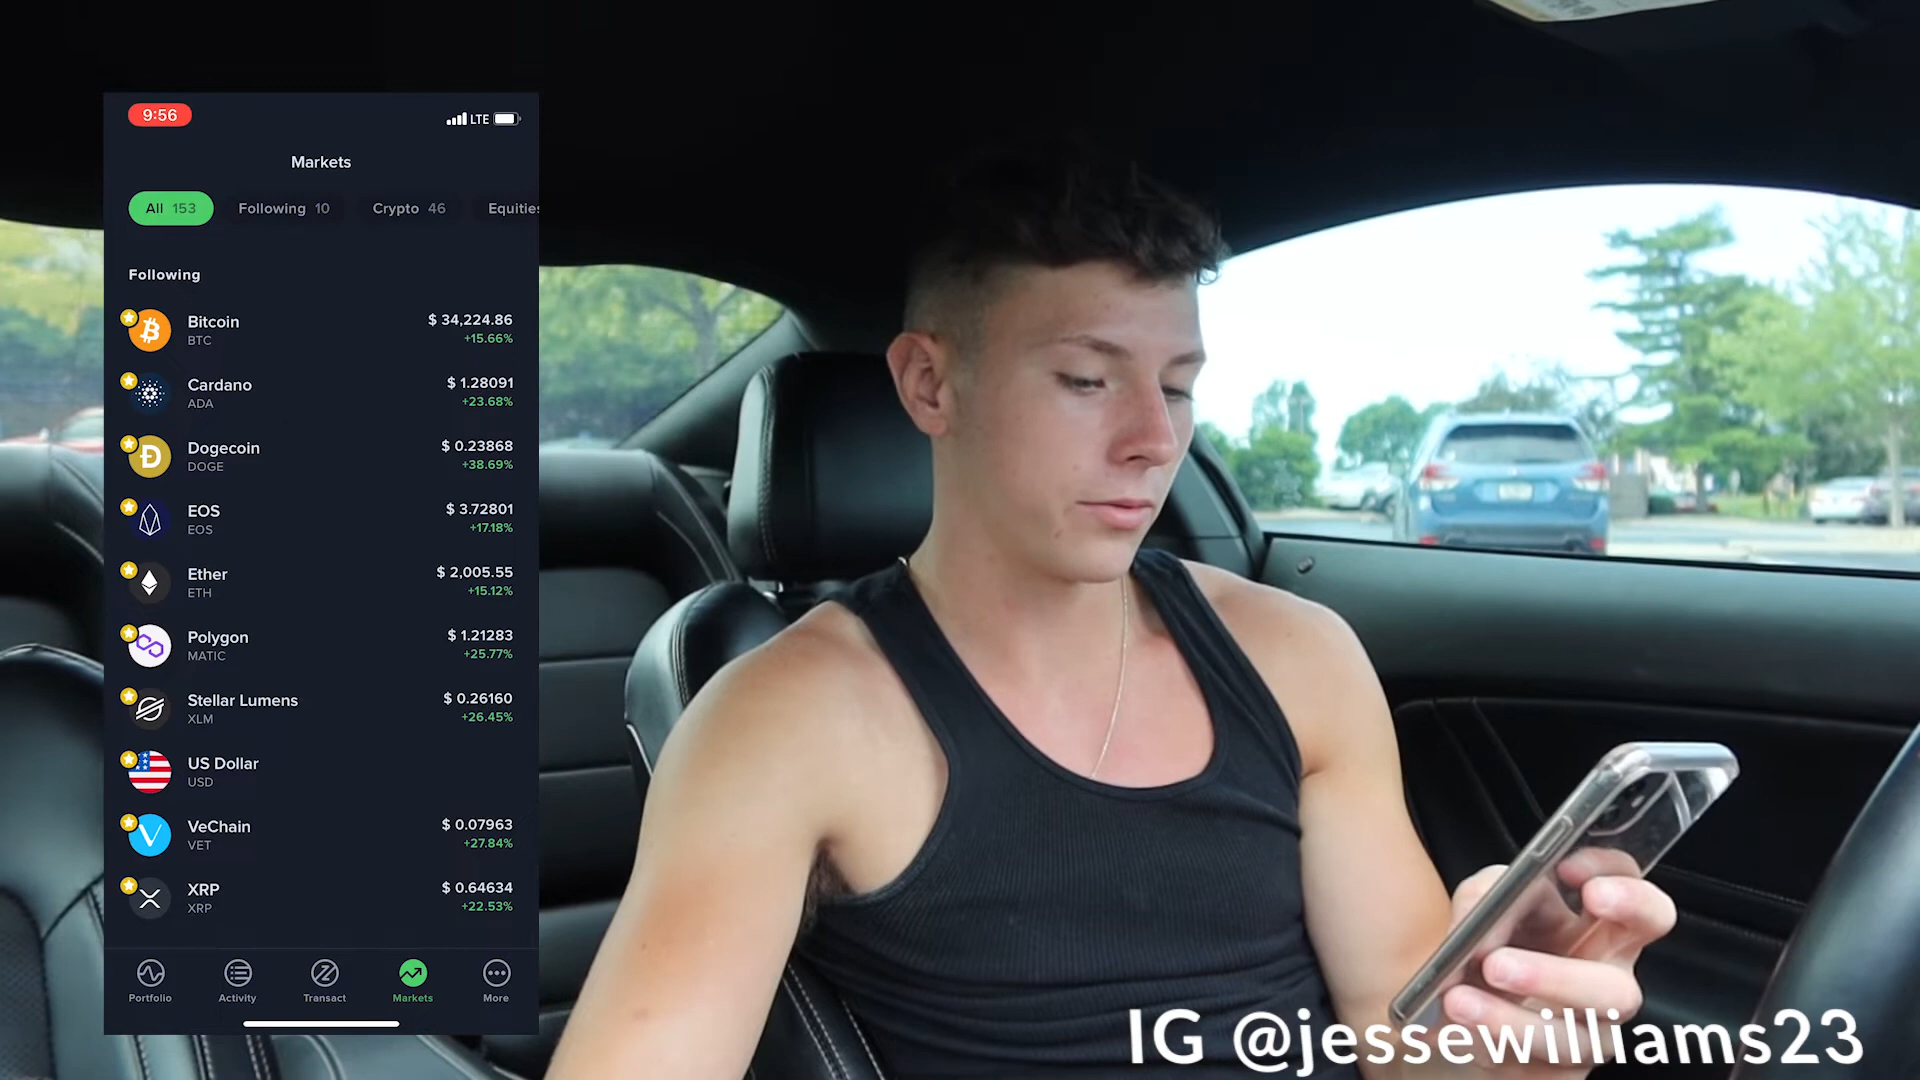 9:56
LTE
Markets
All 153
Following 10
Crypto 46
Equities
Following
Bitcoin
$ 34,224.86
BTC
+15.66%
Cardano
$ 1.28091
ADA
+23.68%
Dogecoin
$ 0.23868
DOGE
+38.69%
EOS
$ 3.72801
EOS
+17.18%
Ether
$ 2,005.55
ETH
+15.12%
Polygon
$ 1.21283
MATIC
+25.77%
Stellar Lumens
$ 0.26160
XLM
+26.45%
US Dollar
USD
VeChain
$ 0.07963
VET
+27.84%
XRP
$ 0.64634
XRP
+22.53%
Portfolio
Activity
Transact
Markets
More
IG @jessewilliams23